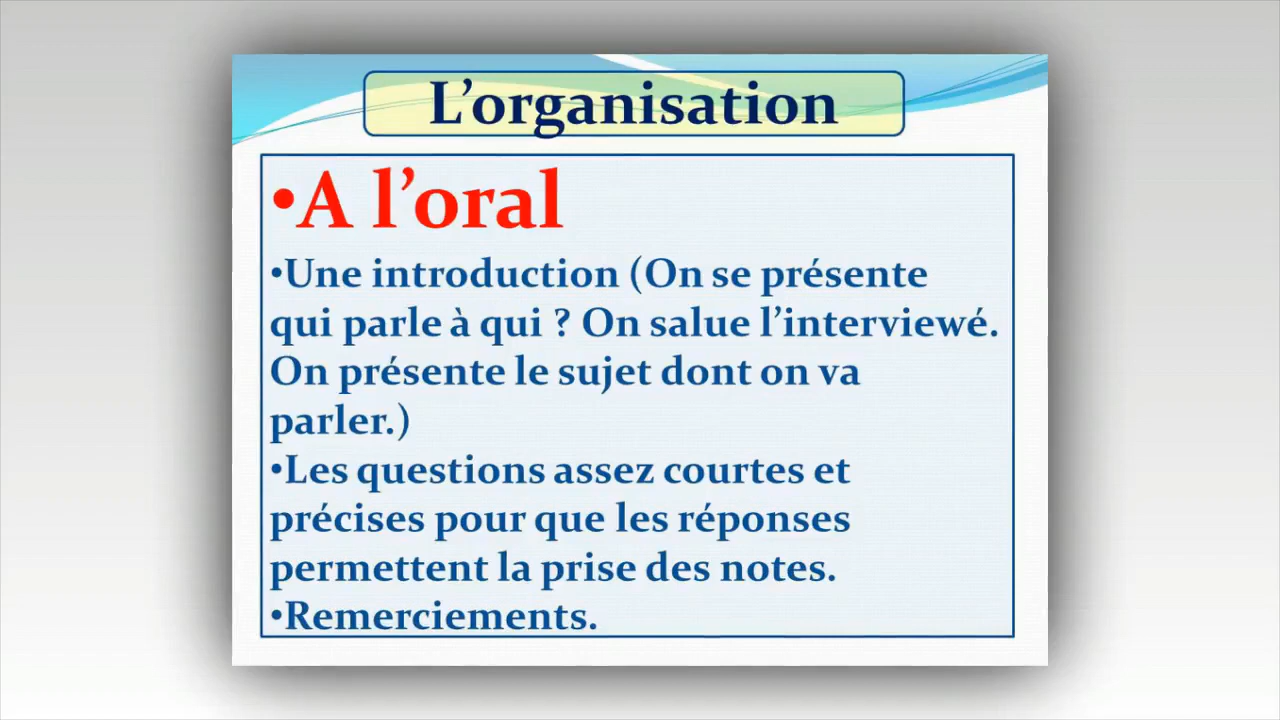 L’organisation
•A l’oral
•Une introduction (On se présente
qui parle à qui ? On salue l’interviewé.
On présente le sujet dont on va
parler.)
•Les questions assez courtes et
précises pour que les réponses
permettent la prise des notes.
•Remerciements.